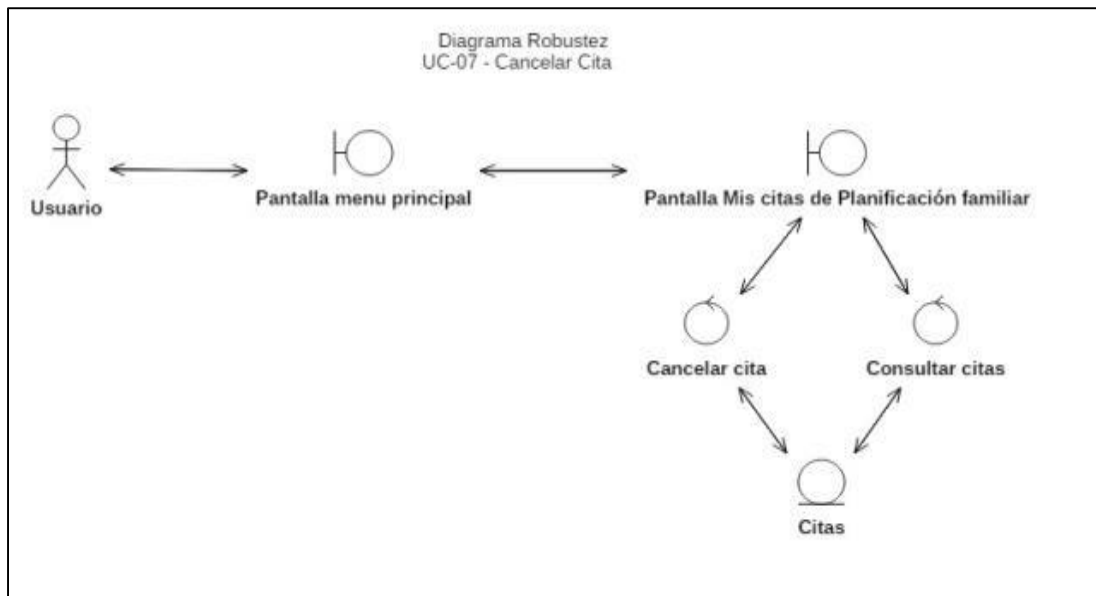 Diagrama Robustez
UC-07 - Cancelar Cita
Usuario
Pantalla menu principal
Pantalla Mis citas de Planificación familiar
Cancelar cita
Consultar citas
Citas